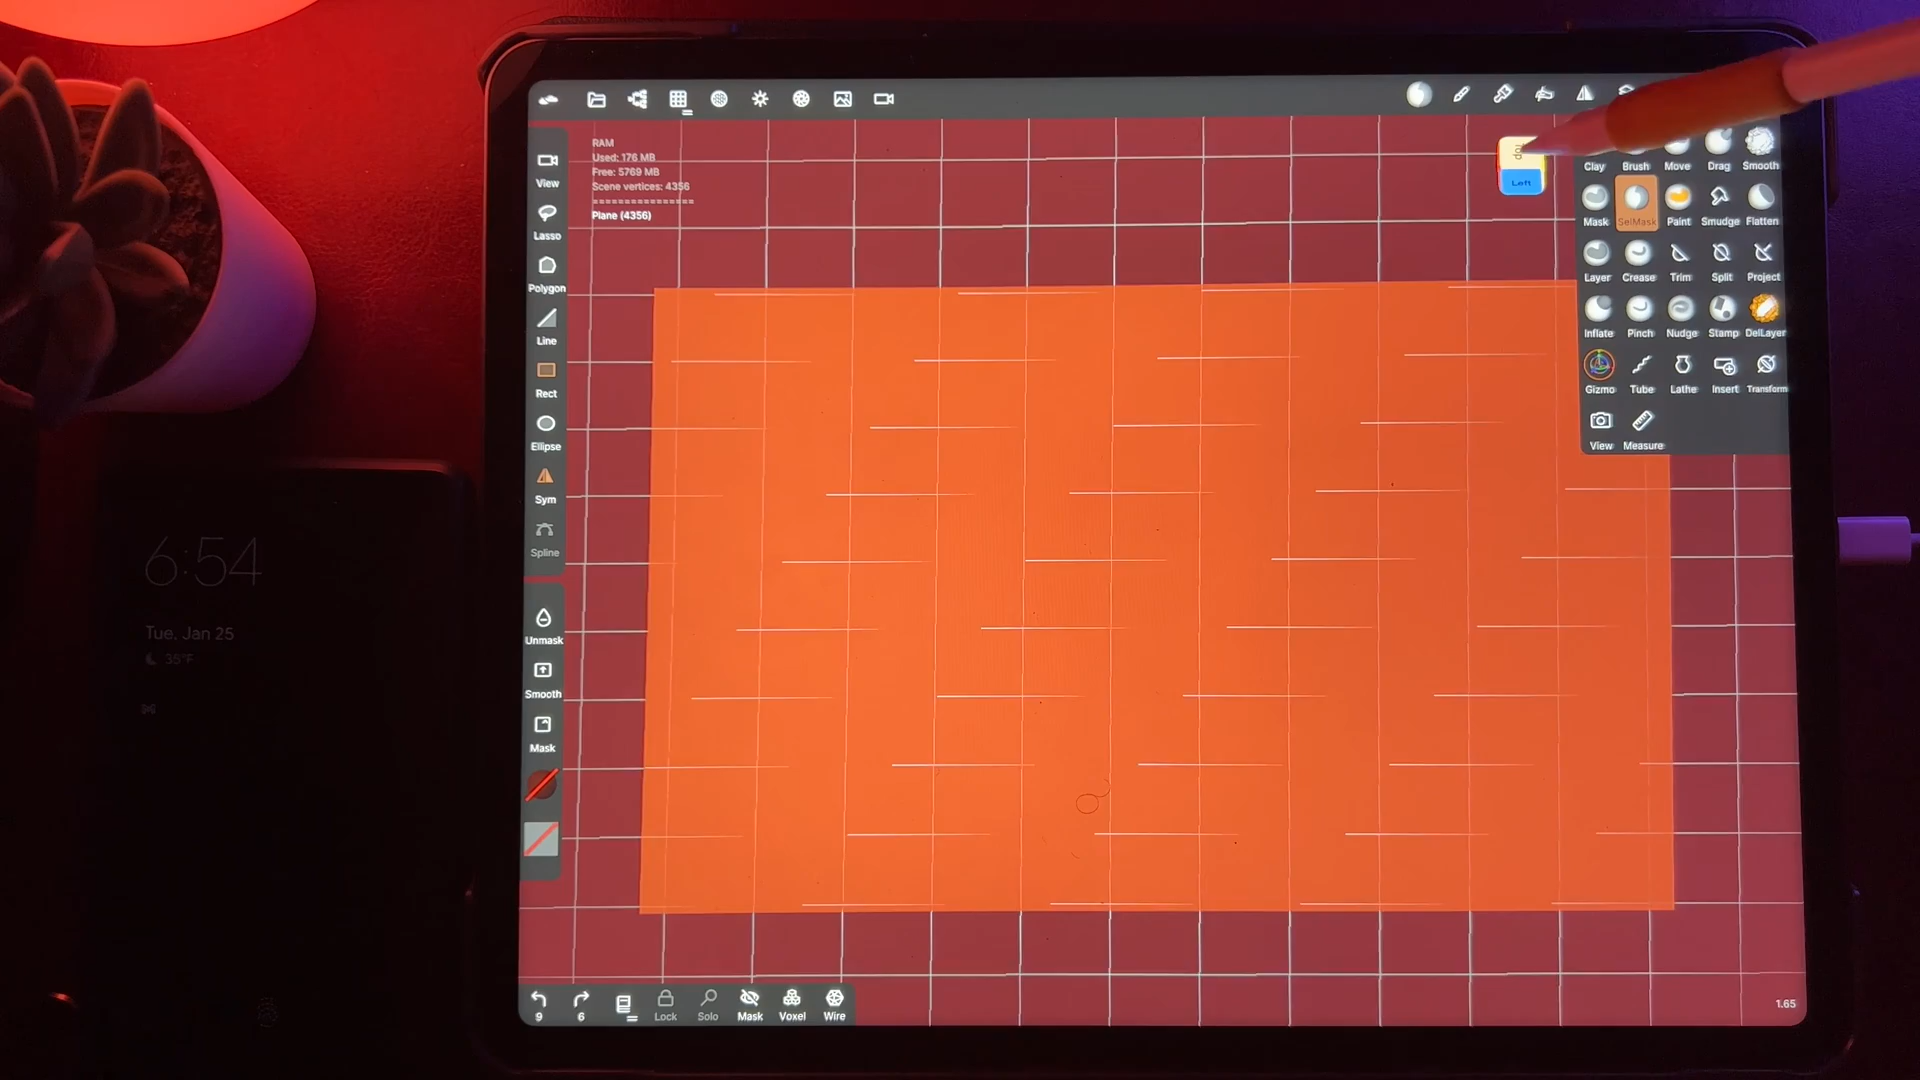 RAM
Used: 176 MB
Free: 5769 MB
Scene vertices: 4356
================
Plane (4356)
View
Lasso
Polygon
Line
Rect
Ellipse
Sym
Spline
Unmask
Smooth
Mask
Top
Left
Clay Brush Move Drag Smooth
Mask SelMask Paint Smudge Flatten
Layer Crease Trim Split Project
Inflate Pinch Nudge Stamp DelLayer
Gizmo Tube Lathe Insert Transform
View Measure
9 6 Lock Solo Mask Voxel Wire
1.65
6:54
Tue, Jan 25
35°F